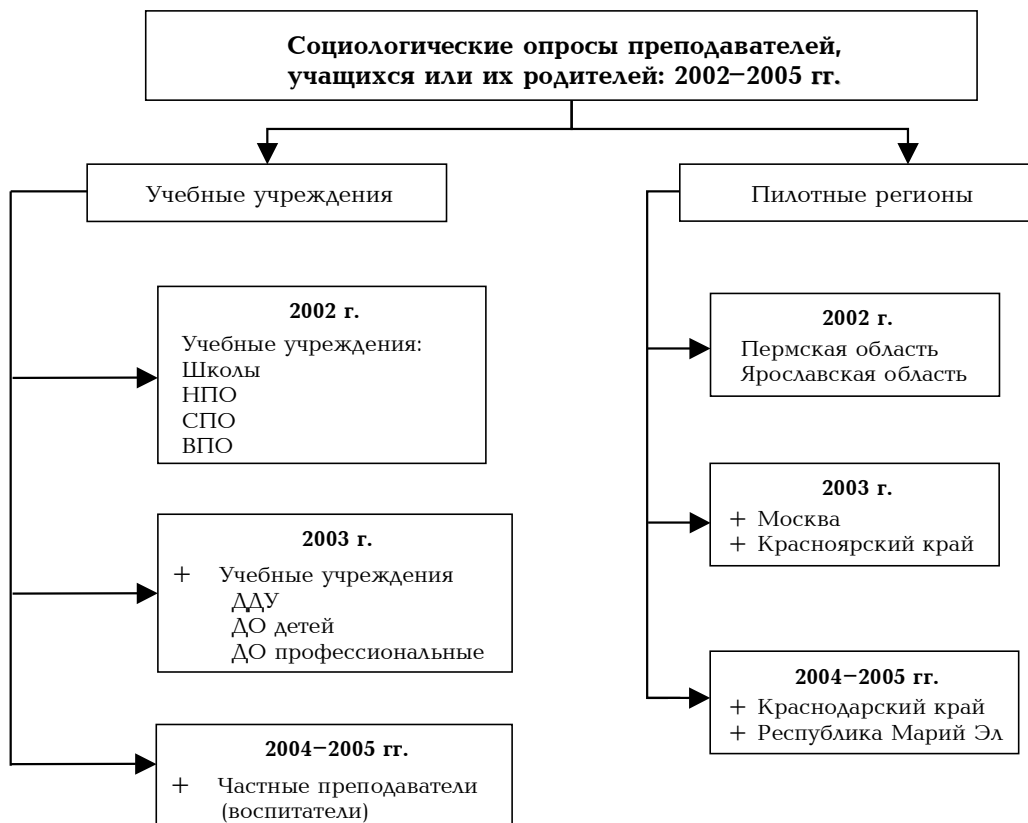 Социологические опросы преподавателей,
учащихся или их родителей: 2002–2005 гг.
Учебные учреждения
2002 г.
Учебные учреждения:
Школы
НПО
СПО
ВПО
2003 г.
+ Учебные учреждения
ДДУ
ДО детей
ДО профессиональные
2004–2005 гг.
+ Частные преподаватели
(воспитатели)
Пилотные регионы
2002 г.
Пермская область
Ярославская область
2003 г.
+ Москва
+ Красноярский край
2004–2005 гг.
+ Краснодарский край
+ Республика Марий Эл